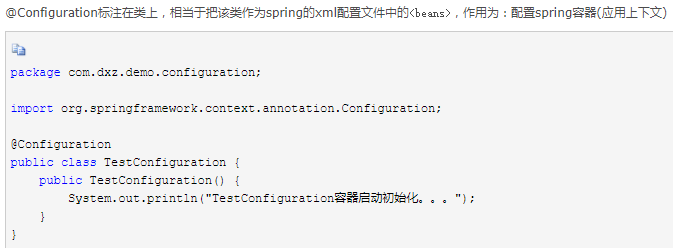 @Configuration标注在类上，相当于把该类作为spring的xml配置文件中的<beans>，作用为：配置spring容器(应用上下文)
package com.dxz.demo.configuration;
import org.springframework.context.annotation.Configuration;
@Configuration
public class TestConfiguration {
    public TestConfiguration() {
        System.out.println("TestConfiguration容器启动初始化。。。");
    }
}